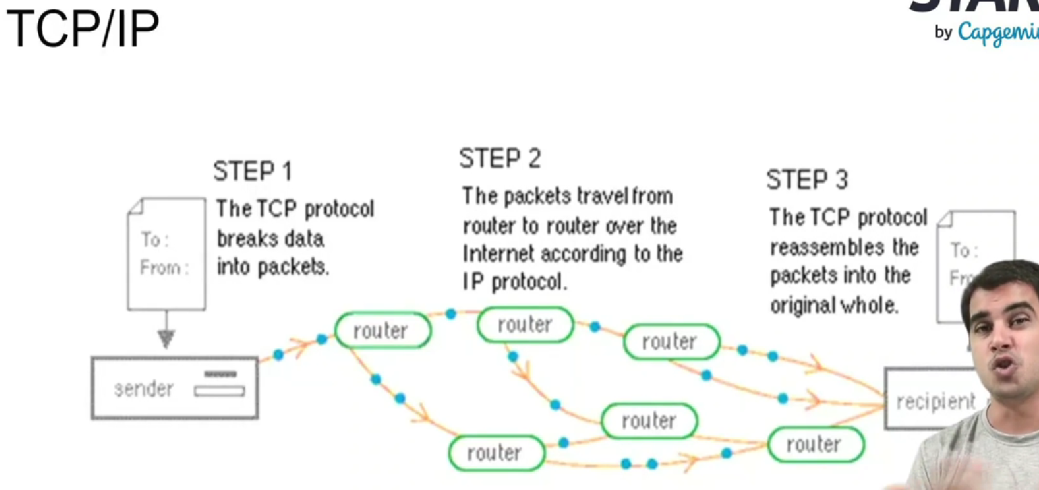 TCP/IP
by Capgemin
STEP 1
The TCP protocol
breaks data
into packets.
STEP 2
The packets travel from
router to router over the
Internet according to the
IP protocol.
STEP 3
The TCP protocol
reassembles the
packets into the
original whole.
To:
From:
To:
sender
router
router
router
router
router
router
recipient